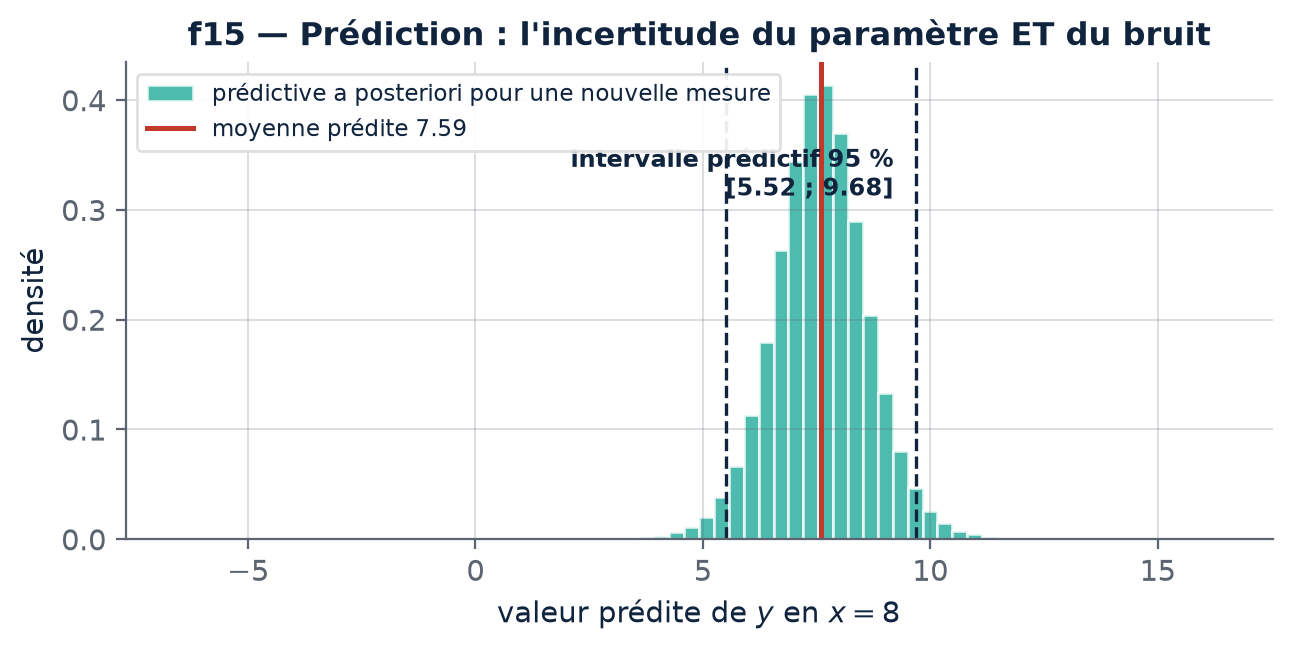 f15 — Prédiction : l'incertitude du paramètre ET du bruit
prédictive a posteriori pour une nouvelle mesure
moyenne prédite 7.59
intervalle prédictif 95 %
[5.52 ; 9.68]
densité
0.4
0.3
0.2
0.1
0.0
−5
0
5
10
15
valeur prédite de y en x = 8